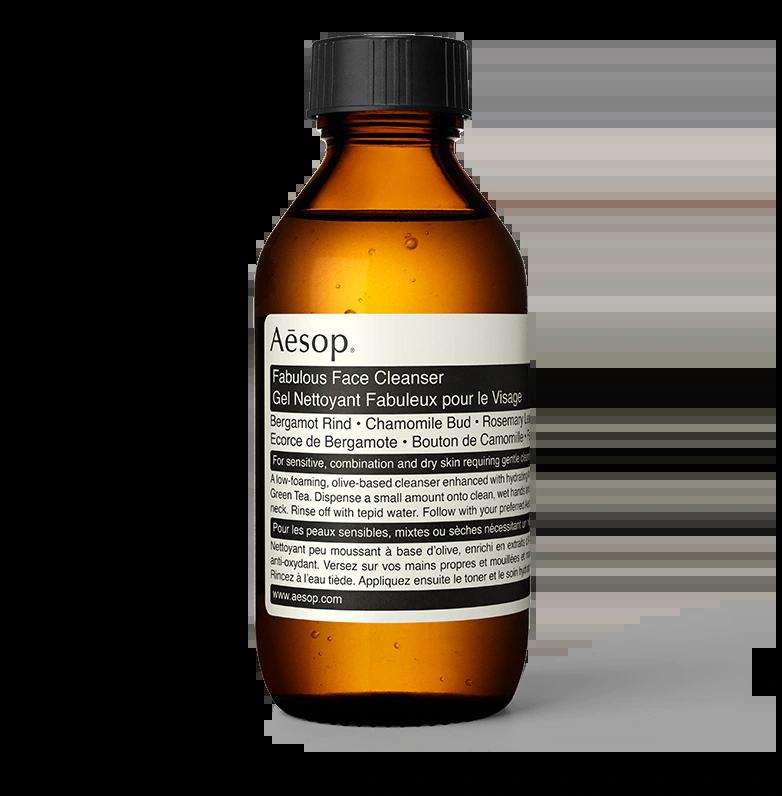 Aēsop®
Fabulous Face Cleanser
Gel Nettoyant Fabuleux pour le Visage
Bergamot Rind • Chamomile Bud • Rosemary
Ecorce de Bergamote • Bouton de Camomille •
For sensitive, combination and dry skin requiring gentle
A low-foaming, olive-based cleanser enhanced with hydrating
Green Tea. Dispense a small amount onto clean, wet hands
neck. Rinse off with tepid water. Follow with your preferred
Pour les peaux sensibles, mixtes ou sèches nécessitant
Nettoyant peu moussant à base d’olive, enrichi en extraits
anti-oxydant. Versez sur vos mains propres et mouillées
Rincez à l’eau tiède. Appliquez ensuite le toner et le soin
www.aesop.com